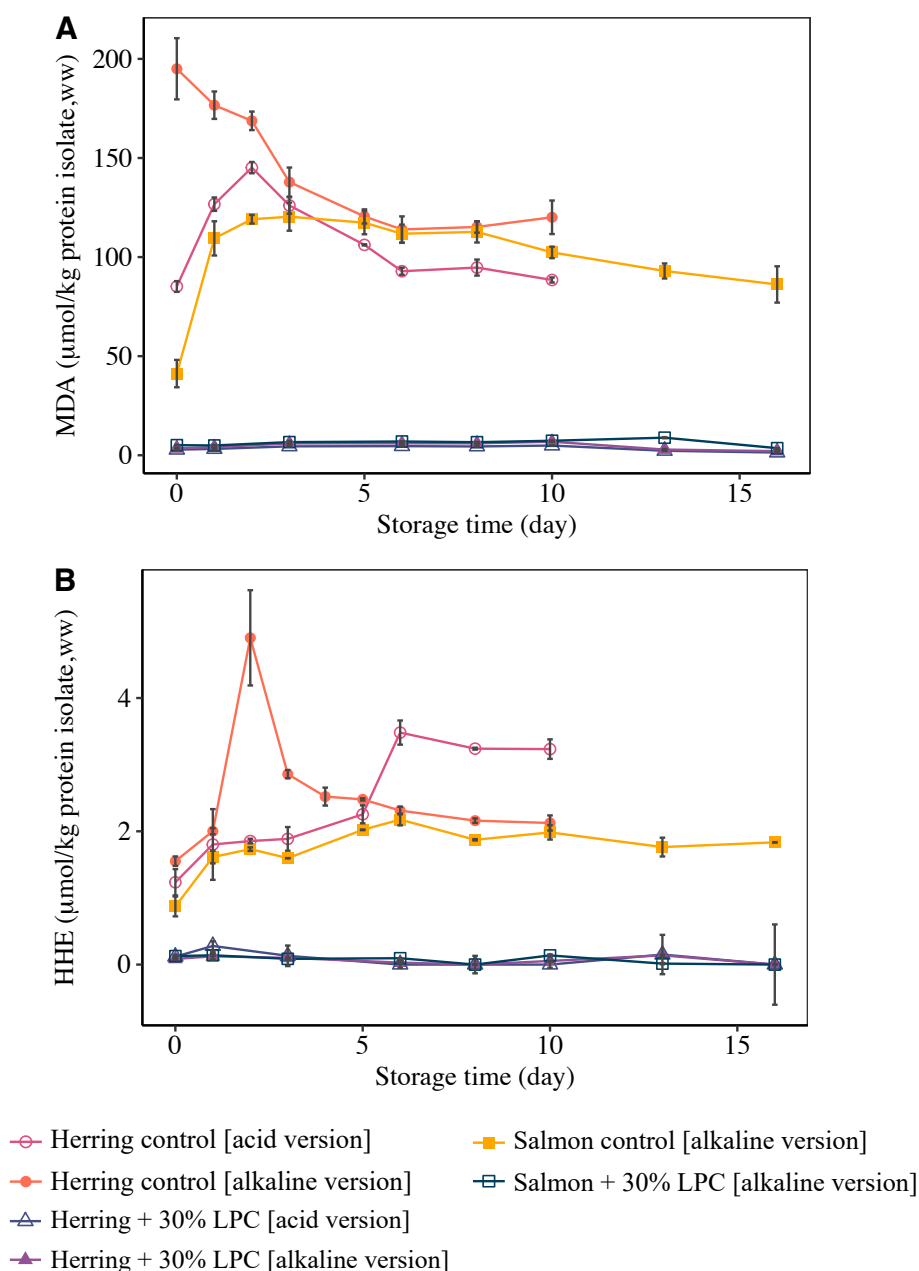 A
MDA (μmol/kg protein isolate,ww)
200
150
100
50
0
0 5 10 15
Storage time (day)
B
HHE (μmol/kg protein isolate,ww)
4
2
0
0 5 10 15
Storage time (day)
Herring control [acid version]
Herring control [alkaline version]
Herring + 30% LPC [acid version]
Herring + 30% LPC [alkaline version]
Salmon control [alkaline version]
Salmon + 30% LPC [alkaline version]